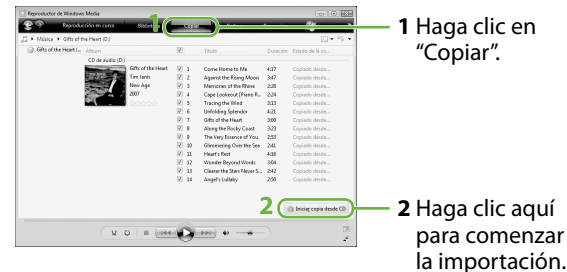 Reproductor de Windows Media
Reproducción en curso
Copiar
Música
Gifts of the Heart (D:)
Gifts of the Heart (...
Álbum
Título
Duración
Estado de la co...
CD de audio (D:)
Gifts of the Heart
Tim Janis
New Age
2007
1 Come Home to Me 4:37 Copiado desde...
2 Against the Rising Moon 3:47 Copiado desde...
3 Memories of the Rhine 2:26 Copiado desde...
4 Cape Lookout (Piano R... 2:24 Copiado desde...
5 Tracing the Wind 3:13 Copiado desde...
6 Unfolding Splendor 4:21 Copiado desde...
7 Gifts of the Heart 3:00 Copiado desde...
8 Along the Rocky Coast 3:23 Copiado desde...
9 The Very Essence of You 2:53 Copiado desde...
10 Glimmering Over the Sea 2:41 Copiado desde...
11 Heart's Rest 4:16 Copiado desde...
12 Wonder Beyond Words 3:04 Copiado desde...
13 Clearer the Stars Never S... 2:42 Copiado desde...
14 Angel's Lullaby 2:50 Copiado desde...
Iniciar copia desde CD
1
2
1 Haga clic en
“Copiar”.
2 Haga clic aquí
para comenzar
la importación.